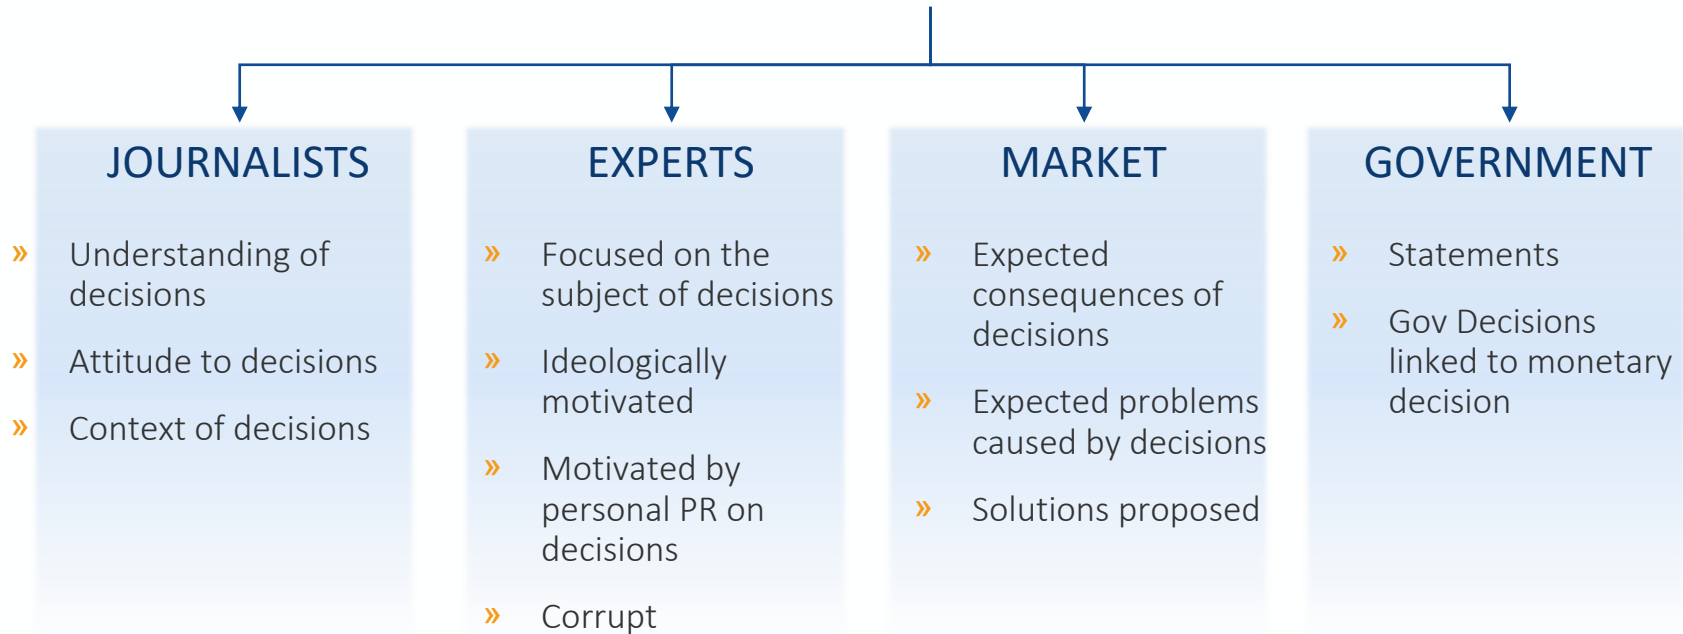 JOURNALISTS
» Understanding of
decisions
» Attitude to decisions
» Context of decisions
EXPERTS
» Focused on the
subject of decisions
» Ideologically
motivated
» Motivated by
personal PR on
decisions
» Corrupt
MARKET
» Expected
consequences of
decisions
» Expected problems
caused by decisions
» Solutions proposed
GOVERNMENT
» Statements
» Gov Decisions
linked to monetary
decision